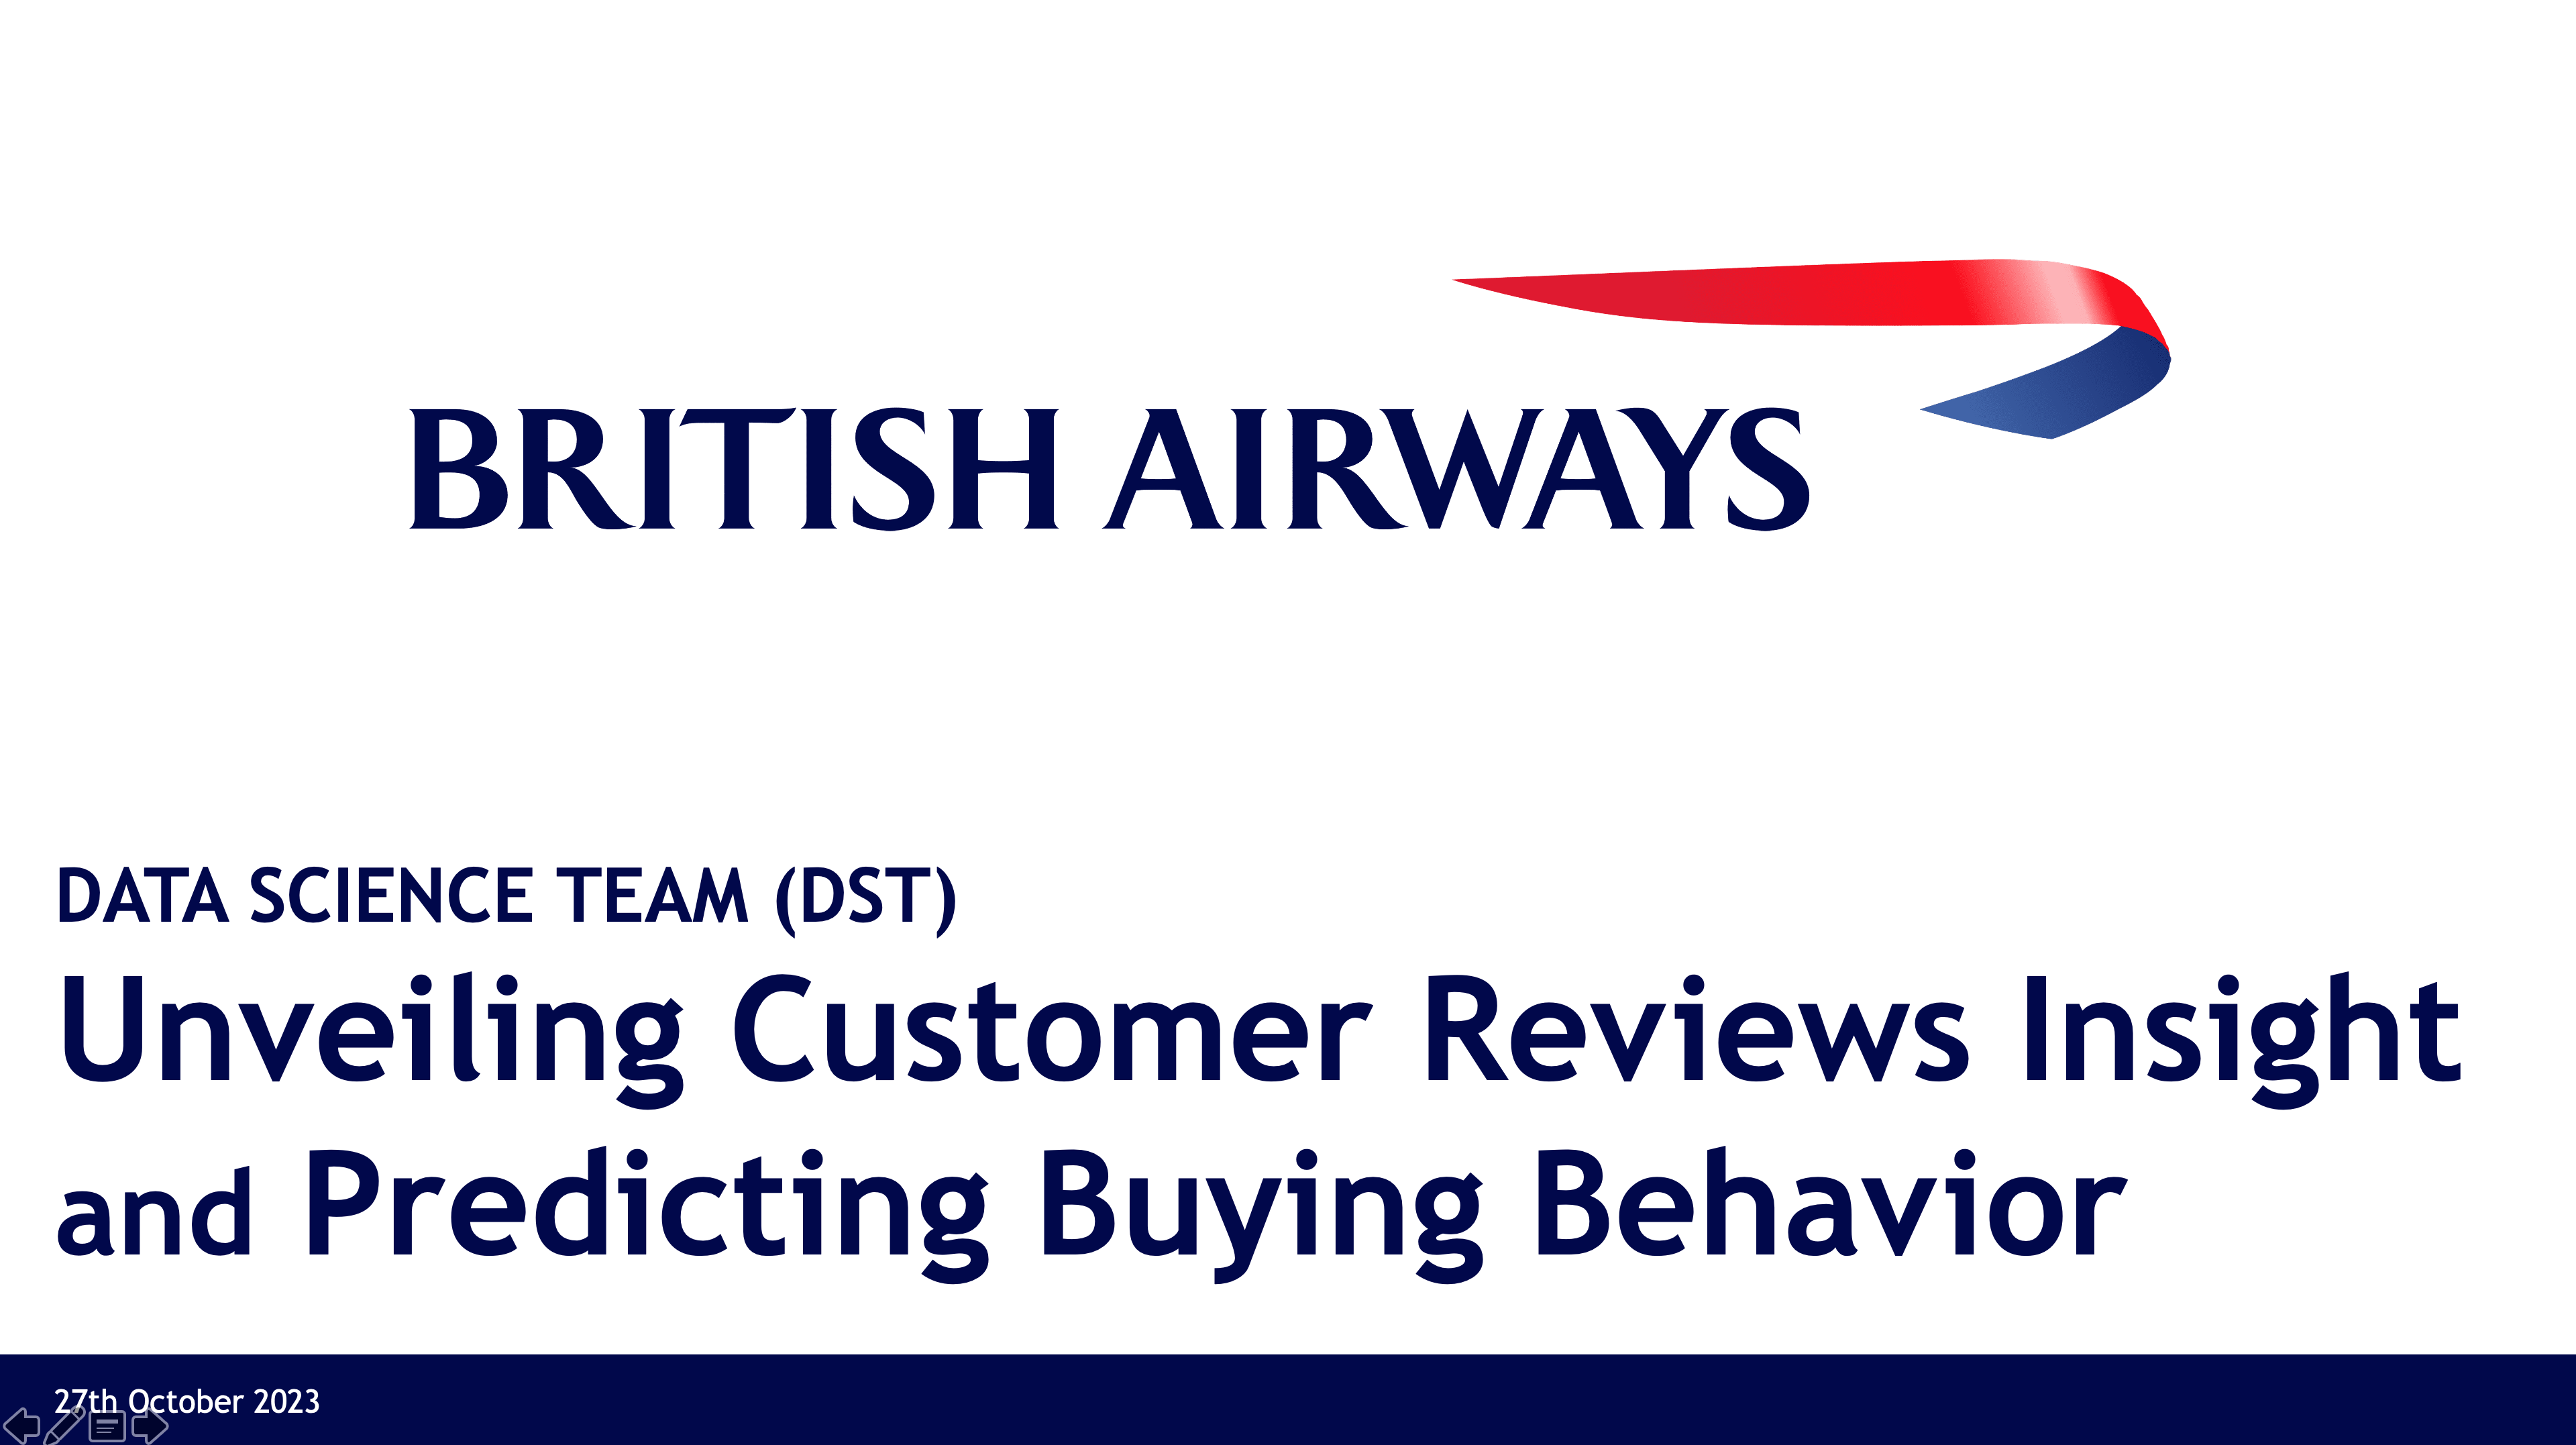 BRITISH AIRWAYS
DATA SCIENCE TEAM (DST)
Unveiling Customer Reviews Insight
and Predicting Buying Behavior
27th October 2023